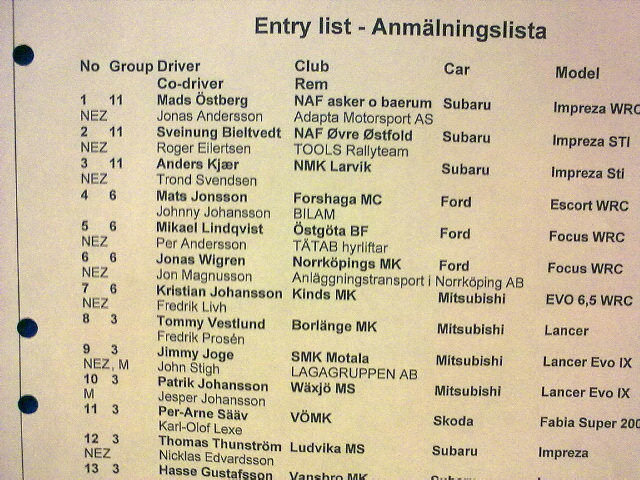 Entry list - Anmälningslista
No Group Driver Club Car Model
Co-driver Rem
1 11 Mads Östberg NAF asker o baerum Subaru Impreza WRC
NEZ Jonas Andersson Adapta Motorsport AS
2 11 Sveinung Bieltvedt NAF Øvre Østfold Subaru Impreza STI
NEZ Roger Eilertsen TOOLS Rallyteam
3 11 Anders Kjær NMK Larvik Subaru Impreza Sti
NEZ Trond Svendsen
4 6 Mats Jonsson Forshaga MC Ford Escort WRC
Johnny Johansson BILAM
5 6 Mikael Lindqvist Östgöta BF Ford Focus WRC
NEZ Per Andersson TÄTAB hyrliftar
6 6 Jonas Wigren Norrköpings MK Ford Focus WRC
NEZ Jon Magnusson Anläggningstransport i Norrköping AB
7 6 Kristian Johansson Kinds MK Mitsubishi EVO 6,5 WRC
NEZ Fredrik Livh
8 3 Tommy Vestlund Borlänge MK Mitsubishi Lancer
Fredrik Prosén
9 3 Jimmy Joge SMK Motala Mitsubishi Lancer Evo IX
NEZ, M John Stigh LAGAGRUPPEN AB
10 3 Patrik Johansson Wäxjö MS Mitsubishi Lancer Evo IX
M Jesper Johansson
11 3 Per-Arne Sääv VÖMK Skoda Fabia Super 200
Karl-Olof Lexe
12 3 Thomas Thunström Ludvika MS Subaru Impreza
NEZ Nicklas Edvardsson
13 3 Hasse Gustafsson Vansbro MK Subaru